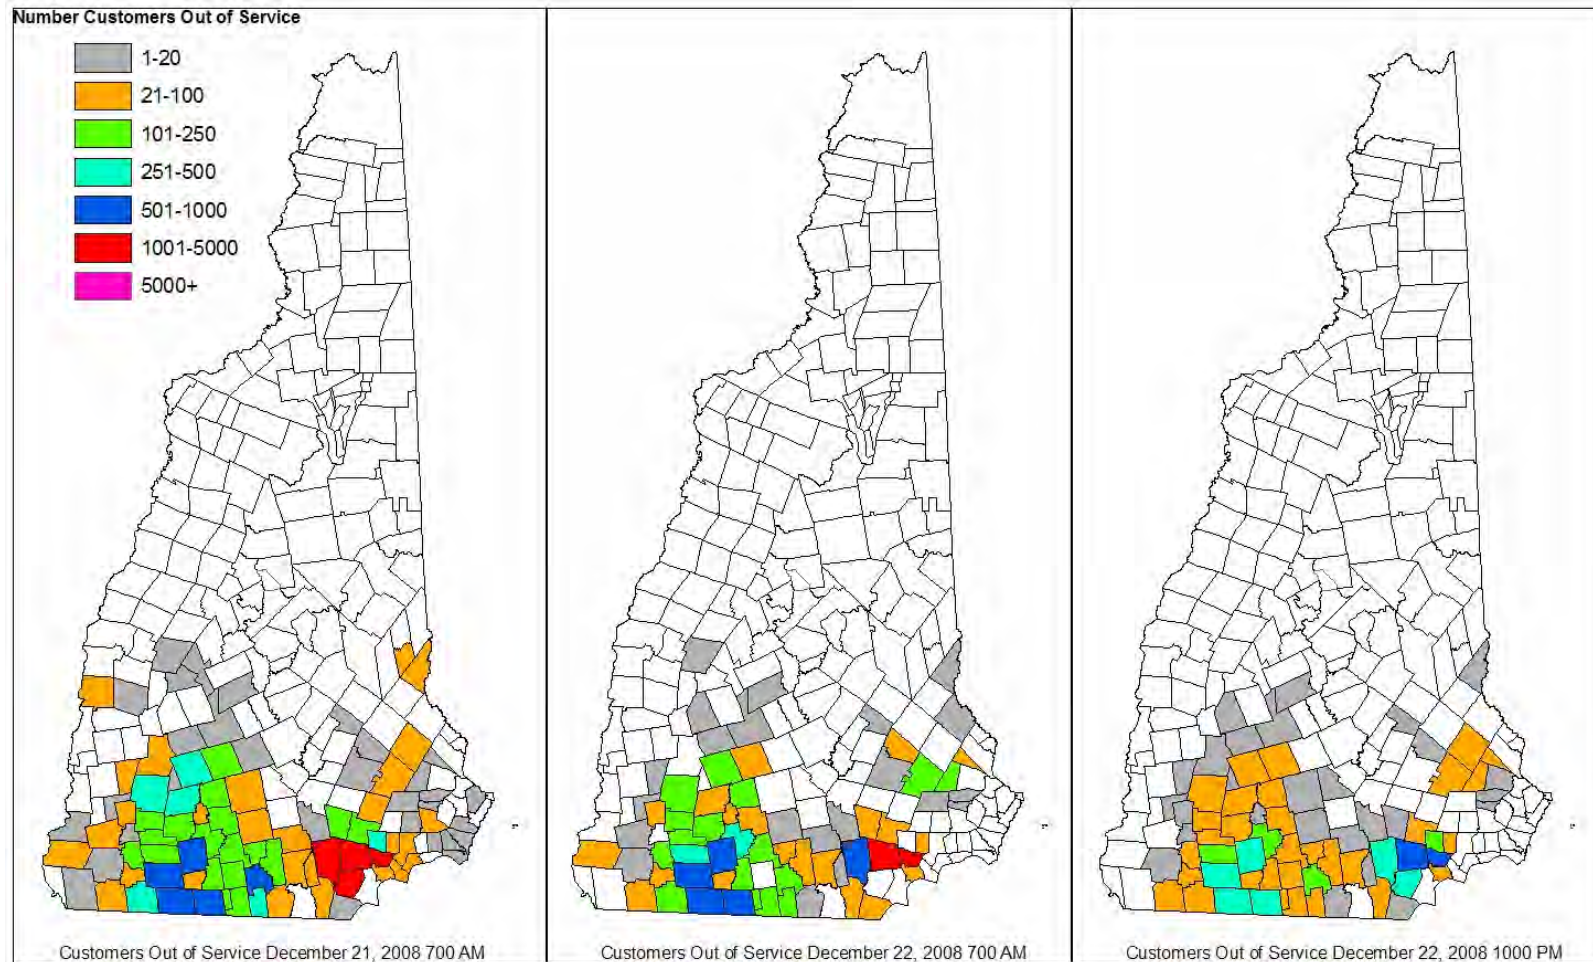 Number Customers Out of Service
1-20
21-100
101-250
251-500
501-1000
1001-5000
5000+
Customers Out of Service December 21, 2008 700 AM
Customers Out of Service December 22, 2008 700 AM
Customers Out of Service December 22, 2008 1000 PM